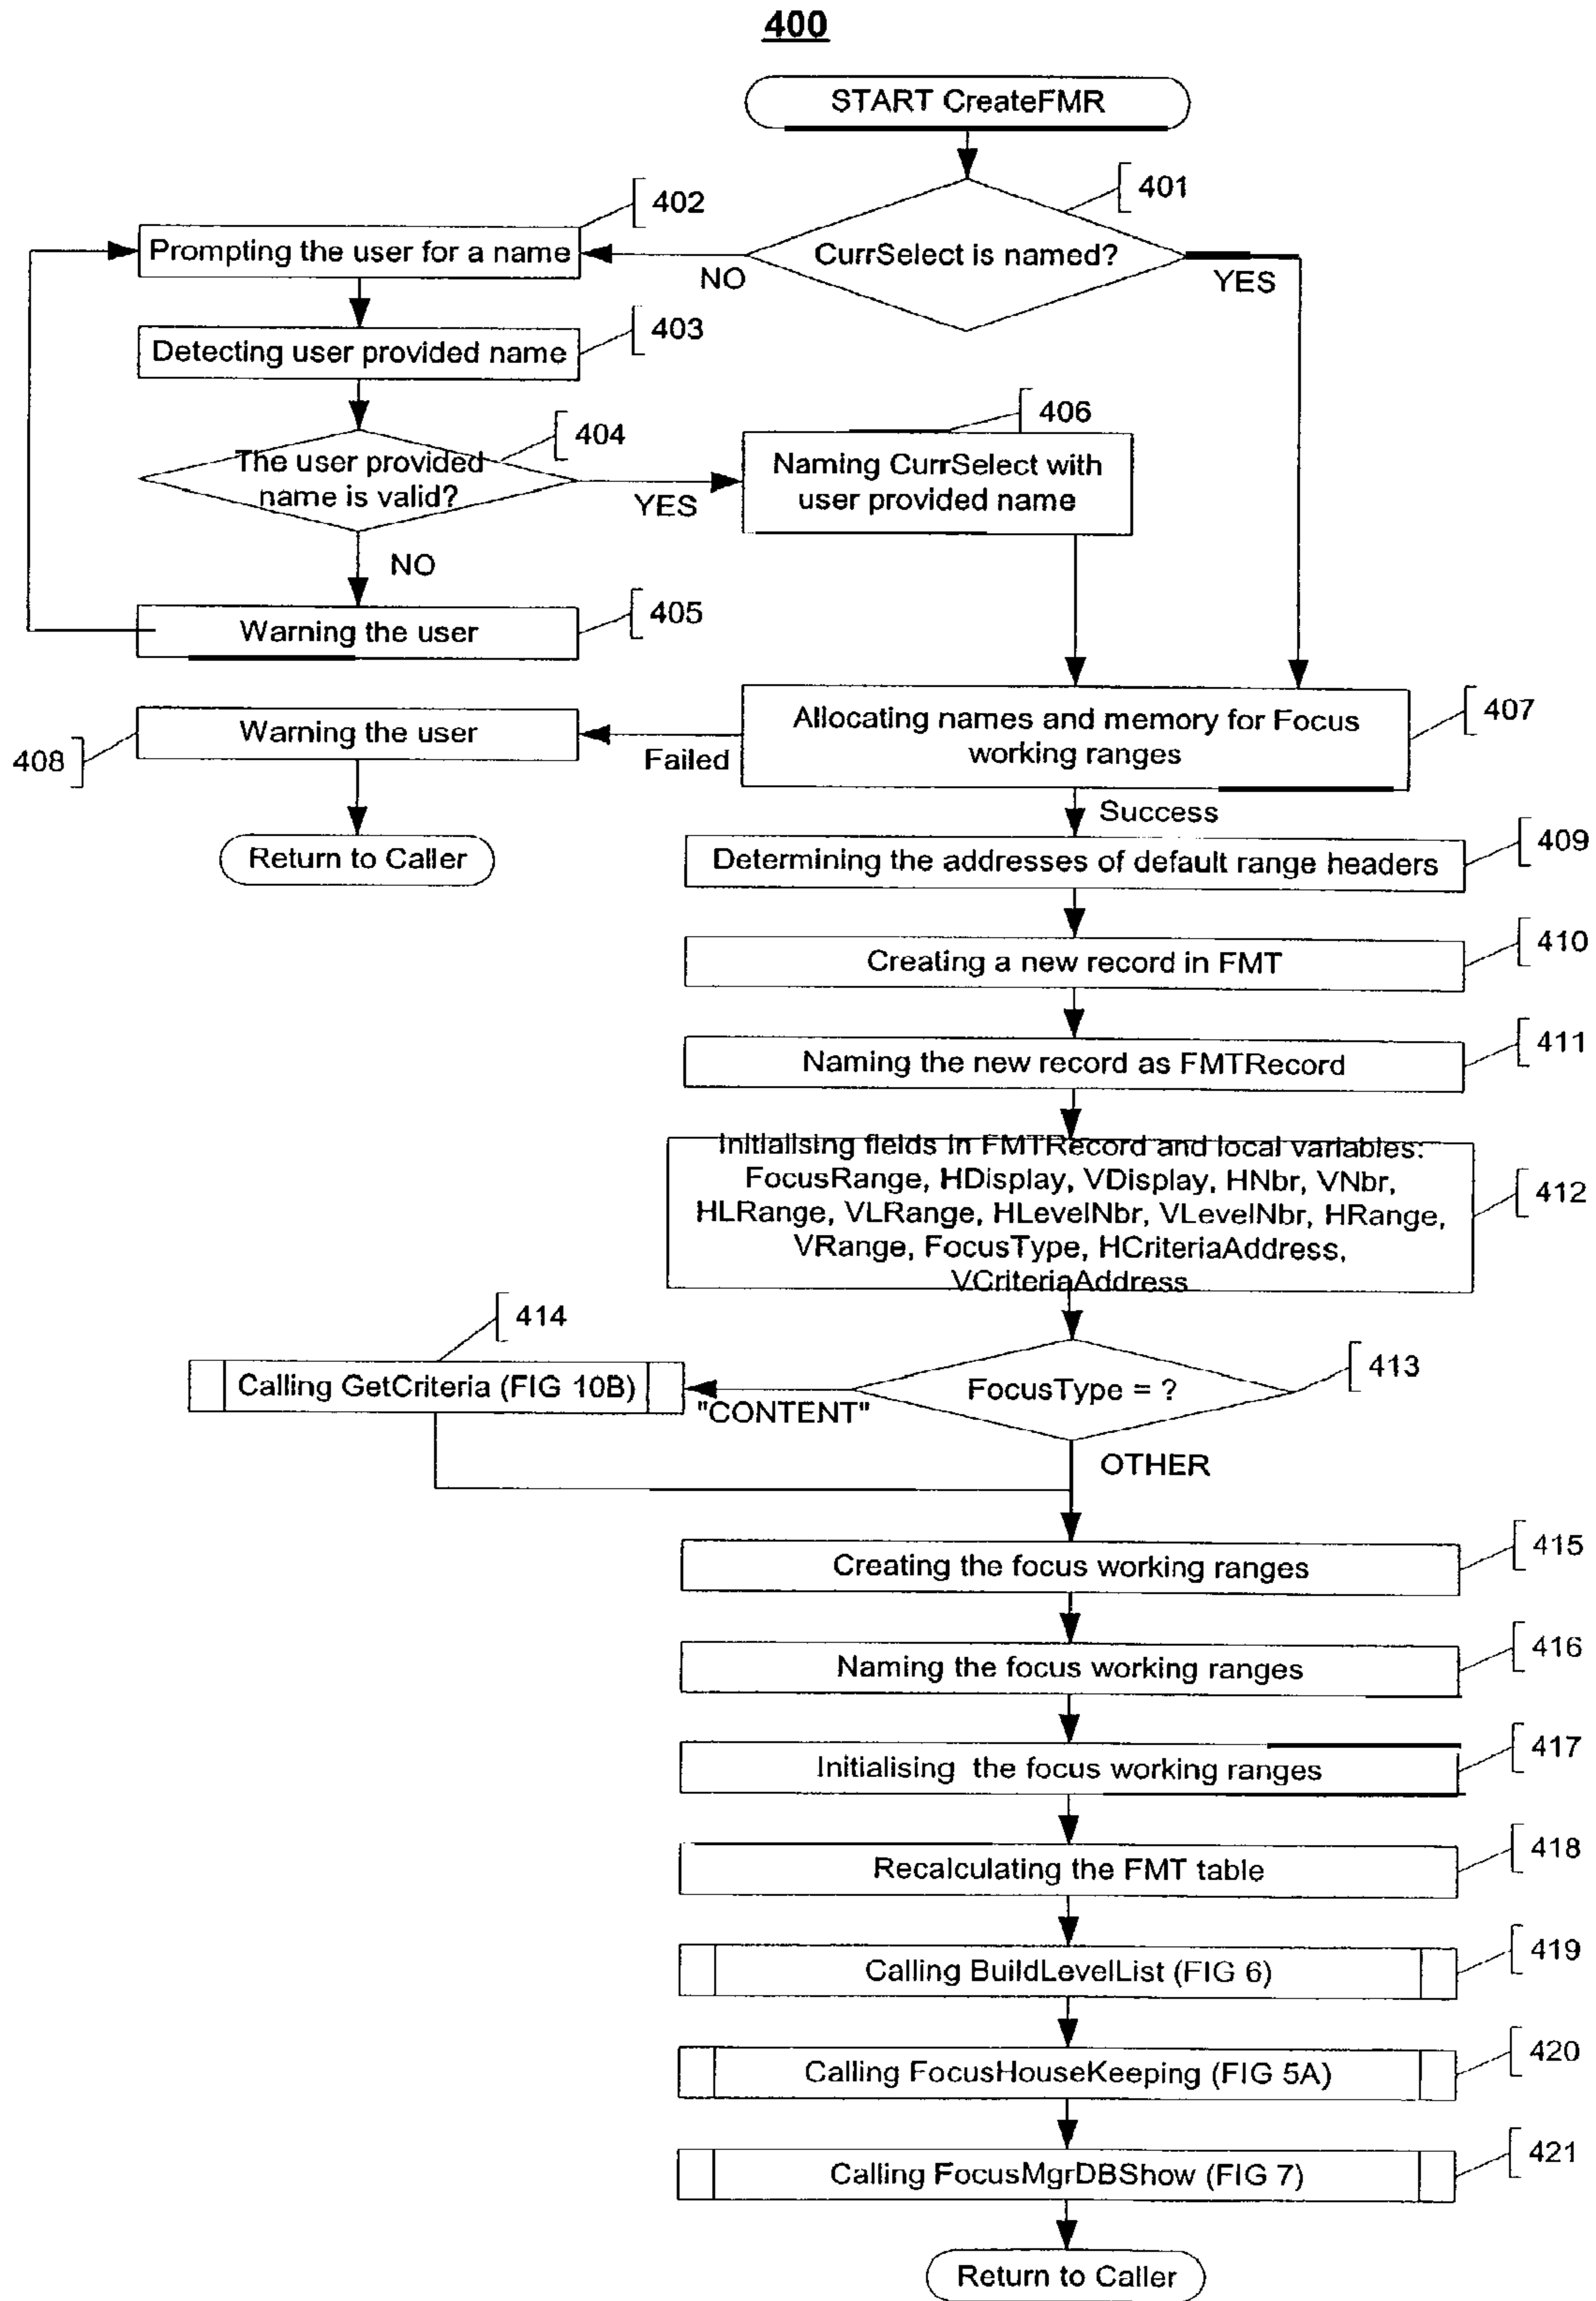 400
START CreateFMR
401
CurrSelect is named?
NO
YES
402
Prompting the user for a name
403
Detecting user provided name
404
The user provided
name is valid?
YES
NO
406
Naming CurrSelect with
user provided name
405
Warning the user
407
Allocating names and memory for Focus
working ranges
Failed
Success
408
Warning the user
Return to Caller
409
Determining the addresses of default range headers
410
Creating a new record in FMT
411
Naming the new record as FMTRecord
412
Initialising fields in FMTRecord and local variables:
FocusRange, HDisplay, VDisplay, HNbr, VNbr,
HLRange, VLRange, HLevelNbr, VLevelNbr, HRange,
VRange, FocusType, HCriteriaAddress,
VCriteriaAddress
413
FocusType = ?
"CONTENT"
OTHER
414
Calling GetCriteria (FIG 10B)
415
Creating the focus working ranges
416
Naming the focus working ranges
417
Initialising the focus working ranges
418
Recalculating the FMT table
419
Calling BuildLevelList (FIG 6)
420
Calling FocusHouseKeeping (FIG 5A)
421
Calling FocusMgrDBShow (FIG 7)
Return to Caller